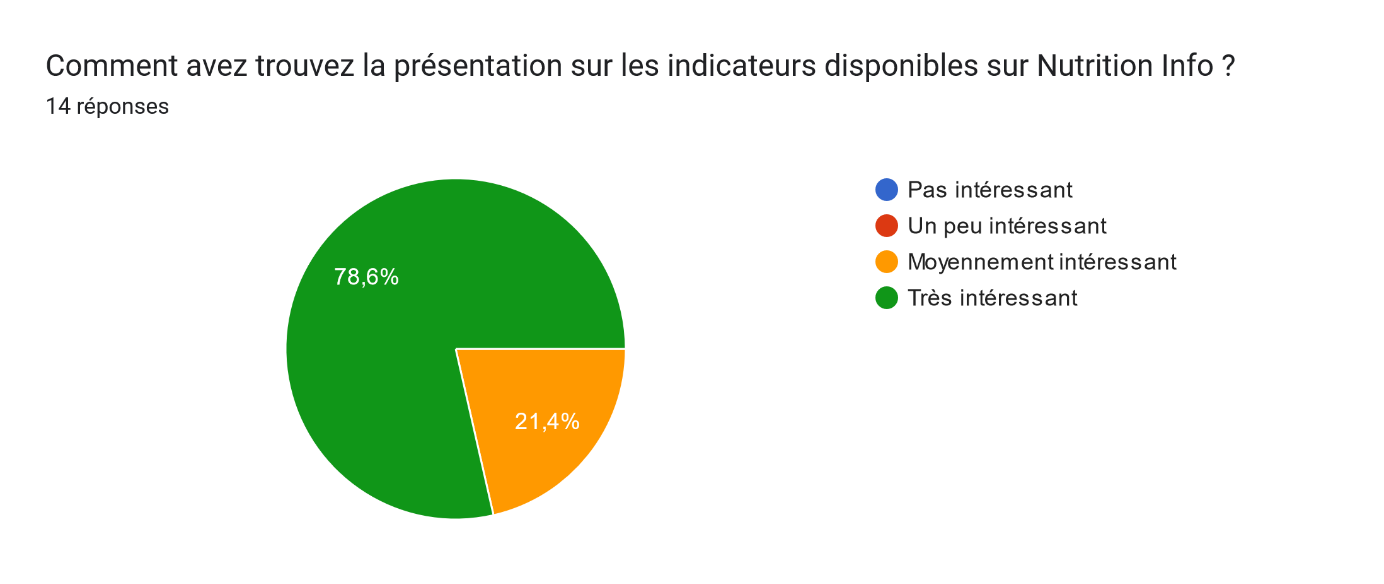 Comment avez trouvez la présentation sur les indicateurs disponibles sur Nutrition Info ?
14 réponses
Pas intéressant
Un peu intéressant
Moyennement intéressant
Très intéressant
78,6%
21,4%